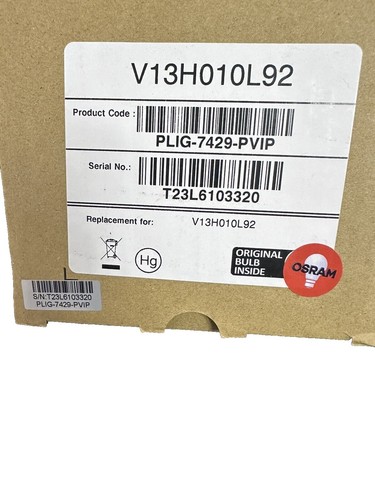 V13H010L92
Product Code :
PLIG-7429-PVIP
Serial No.:
T23L6103320
Replacement for: V13H010L92
Hg
ORIGINAL
BULB
INSIDE
OSRAM
S/N:T23L6103320
PLIG-7429-PVIP